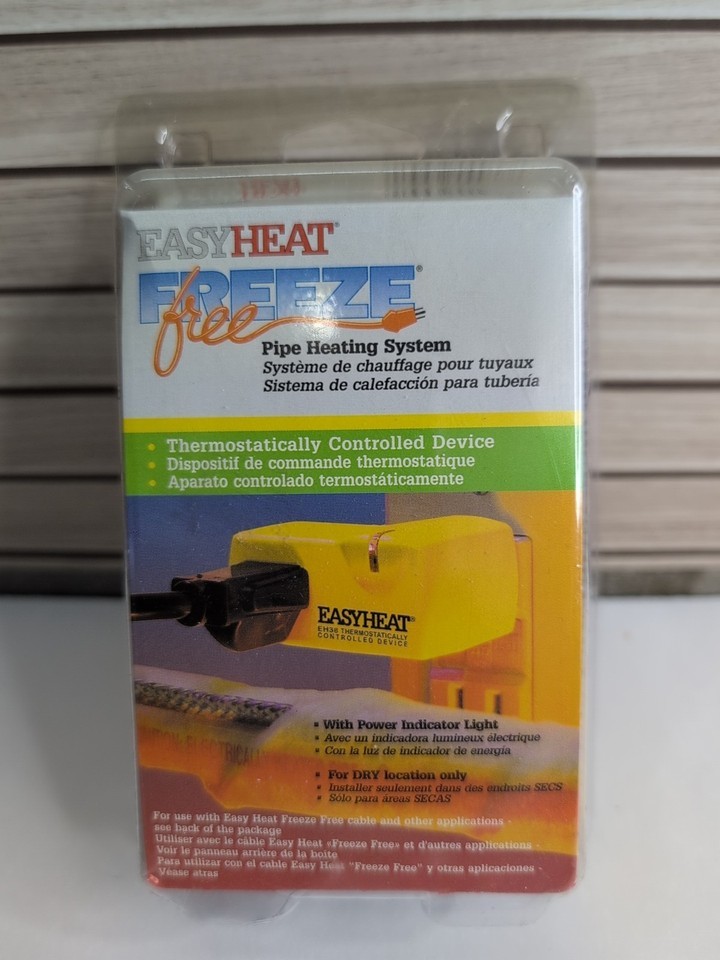 EASYHEAT®
FREEZE®
free
Pipe Heating System
Système de chauffage pour tuyaux
Sistema de calefacción para tubería
• Thermostatically Controlled Device
• Dispositif de commande thermostatique
• Aparato controlado termostáticamente
EASYHEAT®
EH38 THERMOSTATICALLY
CONTROLLED DEVICE
▪ With Power Indicator Light
▪ Avec un indicadora lumineux électrique
▪ Con la luz de indicador de energía
▪ For DRY location only
▪ Installer seulement dans des endroits SECS
▪ Sólo para áreas SECAS
For use with Easy Heat Freeze Free cable and other applications -
see back of the package
Utiliser avec le câble Easy Heat «Freeze Free» et d'autres applications -
Voir le panneau arrière de la boite
Para utilizar con el cable Easy Heat "Freeze Free" y otras aplicaciones -
Véase atras